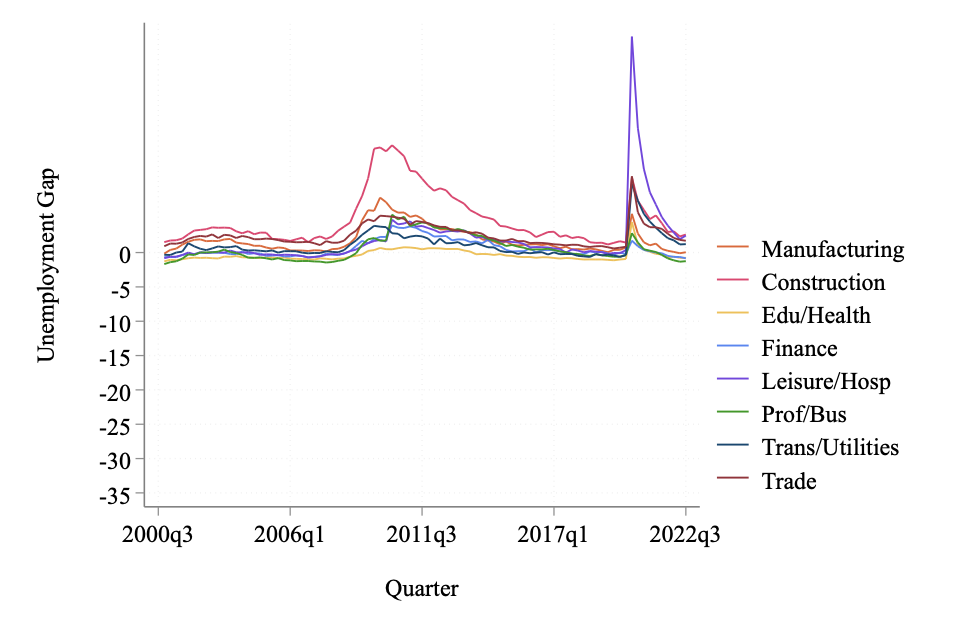 Unemployment Gap
0
-5
-10
-15
-20
-25
-30
-35
2000q3 2006q1 2011q3 2017q1 2022q3
Quarter
Manufacturing
Construction
Edu/Health
Finance
Leisure/Hosp
Prof/Bus
Trans/Utilities
Trade